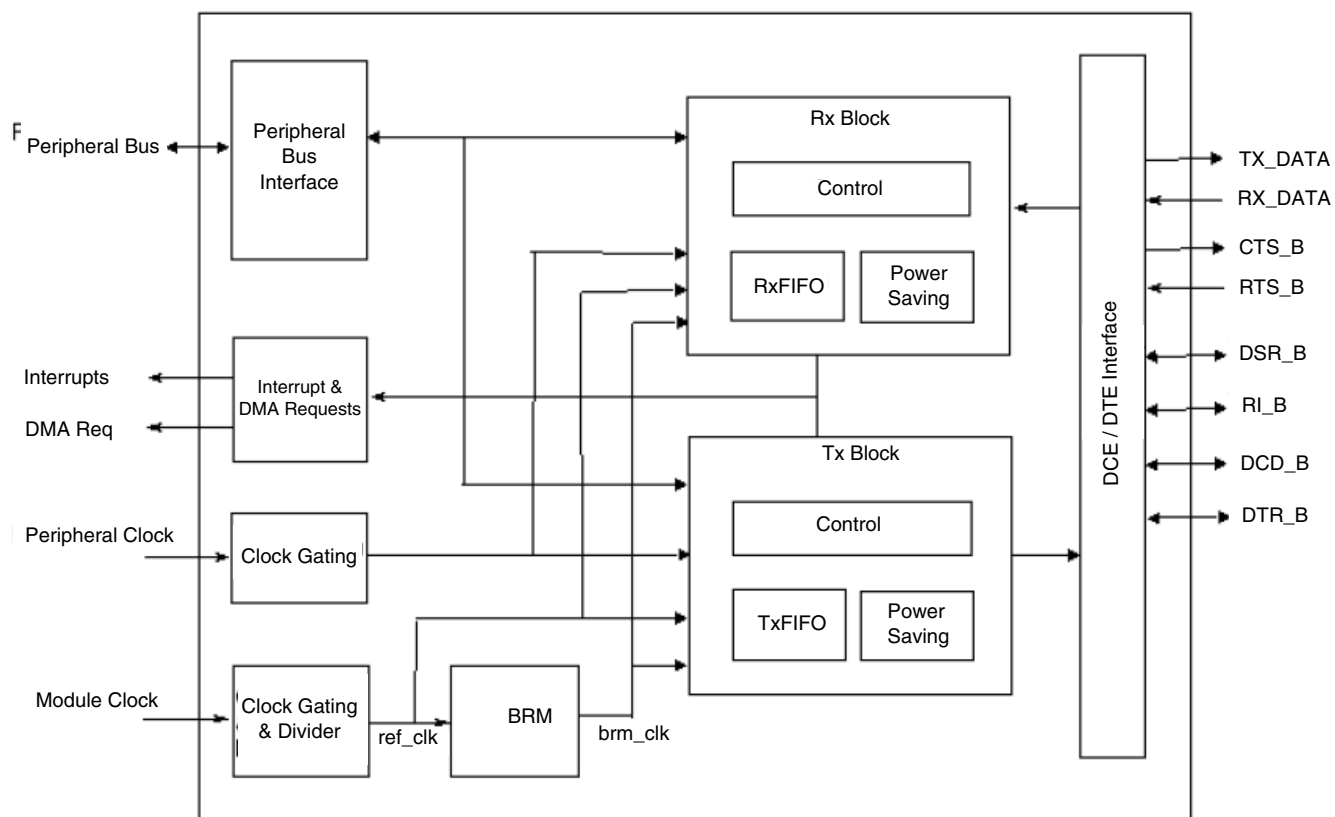 Peripheral Bus
Peripheral
Bus
Interface
Rx Block
Control
RxFIFO
Power
Saving
Interrupts
DMA Req
Interrupt &
DMA Requests
Tx Block
Control
TxFIFO
Power
Saving
Peripheral Clock
Clock Gating
Module Clock
Clock Gating
& Divider
ref_clk
BRM
brm_clk
DCE / DTE Interface
TX_DATA
RX_DATA
CTS_B
RTS_B
DSR_B
RI_B
DCD_B
DTR_B